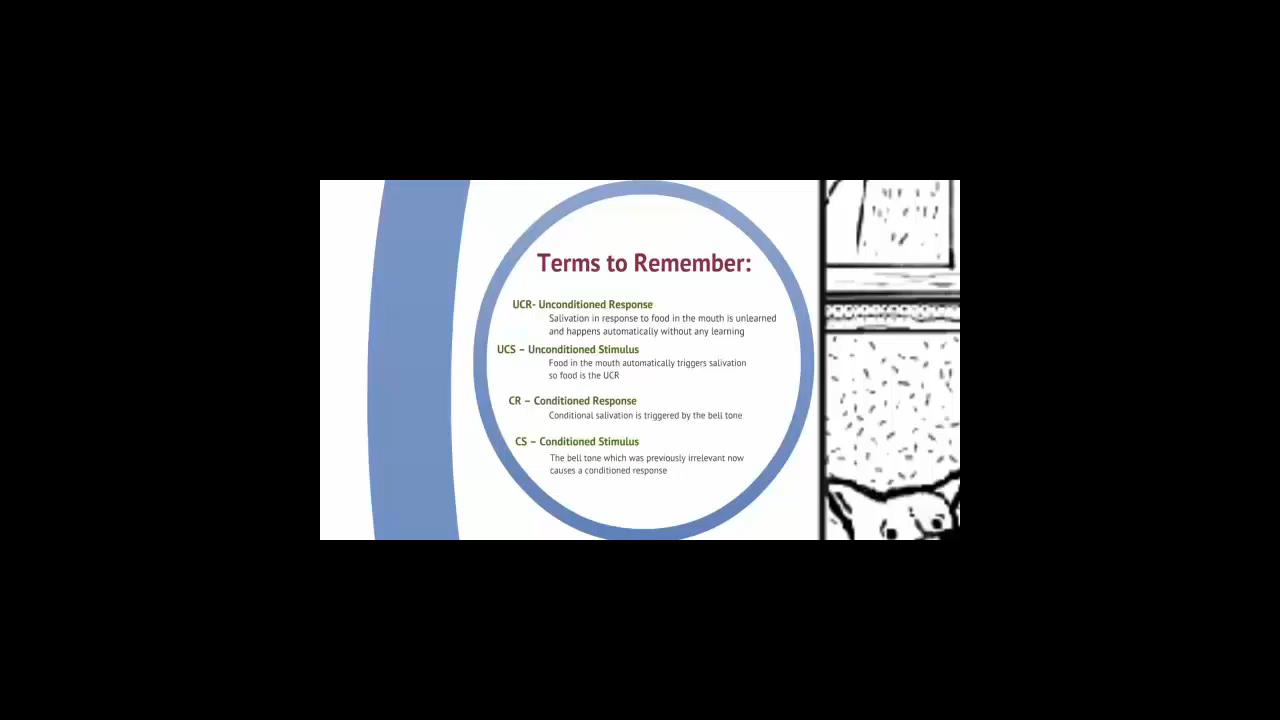 Terms to Remember:
UCR- Unconditioned Response
Salivation in response to food in the mouth is unlearned
and happens automatically without any learning
UCS – Unconditioned Stimulus
Food in the mouth automatically triggers salivation
so food is the UCR
CR – Conditioned Response
Conditional salivation is triggered by the bell tone
CS – Conditioned Stimulus
The bell tone which was previously irrelevant now
causes a conditioned response